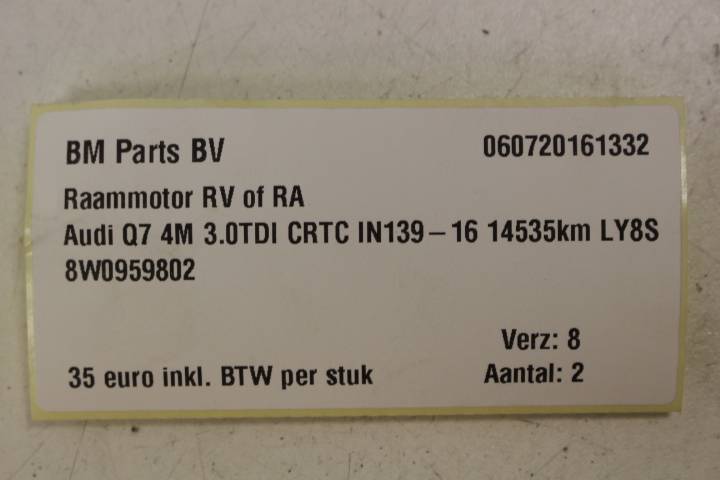 BM Parts BV 060720161332
Raammotor RV of RA
Audi Q7 4M 3.0TDI CRTC IN139-16 14535km LY8S
8W0959802
Verz: 8
35 euro inkl. BTW per stuk Aantal: 2